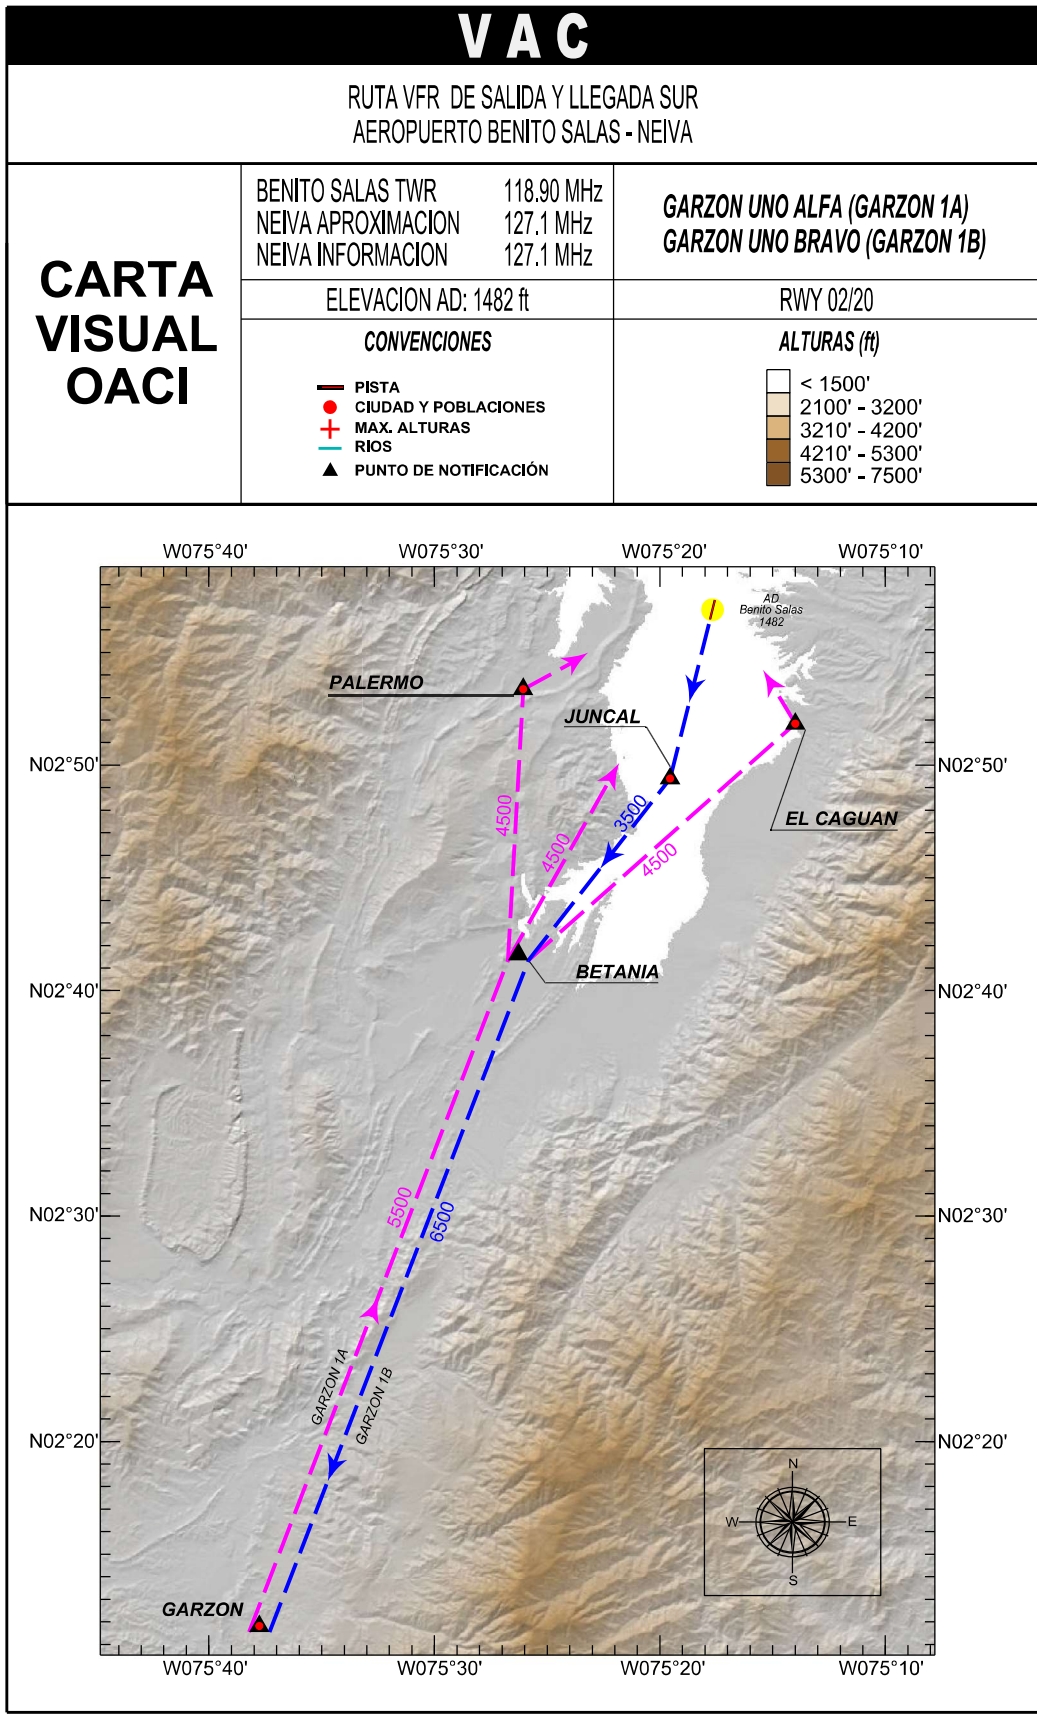 VAC
RUTA VFR DE SALIDA Y LLEGADA SUR
AEROPUERTO BENITO SALAS - NEIVA
CARTA
VISUAL
OACI
BENITO SALAS TWR 118.90 MHz
NEIVA APROXIMACION 127.1 MHz
NEIVA INFORMACION 127.1 MHz
GARZON UNO ALFA (GARZON 1A)
GARZON UNO BRAVO (GARZON 1B)
ELEVACION AD: 1482 ft
RWY 02/20
CONVENCIONES
PISTA
CIUDAD Y POBLACIONES
MAX. ALTURAS
RIOS
PUNTO DE NOTIFICACIÓN
ALTURAS (ft)
< 1500'
2100' - 3200'
3210' - 4200'
4210' - 5300'
5300' - 7500'
W075°40' W075°30' W075°20' W075°10'
AD
Benito Salas
1482
PALERMO
JUNCAL
N02°50' N02°50'
EL CAGUAN
4500
4500
3500
4500
BETANIA
N02°40' N02°40'
5500
6500
N02°30' N02°30'
GARZON 1A
GARZON 1B
N02°20' N02°20'
N
W E
S
GARZON
W075°40' W075°30' W075°20' W075°10'